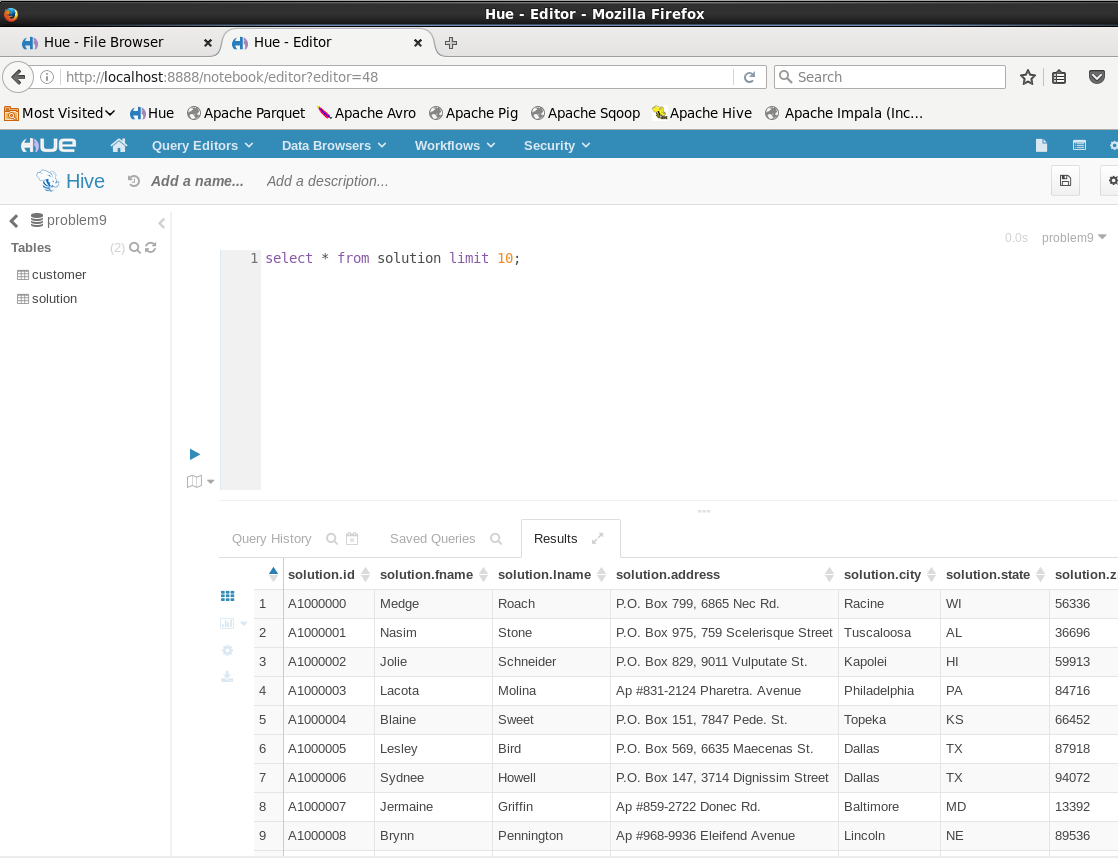 Hue - Editor - Mozilla Firefox
Hue - File Browser
Hue - Editor
http://localhost:8888/notebook/editor?editor=48
Search
Most Visited Hue Apache Parquet Apache Avro Apache Pig Apache Sqoop Apache Hive Apache Impala (Inc...
HUE Query Editors Data Browsers Workflows Security
Hive Add a name... Add a description...
problem9
Tables (2)
customer
solution
0.0s problem9
1 select * from solution limit 10;
Query History Saved Queries Results
solution.id solution.fname solution.lname solution.address solution.city solution.state solution.z
1 A1000000 Medge Roach P.O. Box 799, 6865 Nec Rd. Racine WI 56336
2 A1000001 Nasim Stone P.O. Box 975, 759 Scelerisque Street Tuscaloosa AL 36696
3 A1000002 Jolie Schneider P.O. Box 829, 9011 Vulputate St. Kapolei HI 59913
4 A1000003 Lacota Molina Ap #831-2124 Pharetra. Avenue Philadelphia PA 84716
5 A1000004 Blaine Sweet P.O. Box 151, 7847 Pede. St. Topeka KS 66452
6 A1000005 Lesley Bird P.O. Box 569, 6635 Maecenas St. Dallas TX 87918
7 A1000006 Sydnee Howell P.O. Box 147, 3714 Dignissim Street Dallas TX 94072
8 A1000007 Jermaine Griffin Ap #859-2722 Donec Rd. Baltimore MD 13392
9 A1000008 Brynn Pennington Ap #968-9936 Eleifend Avenue Lincoln NE 89536